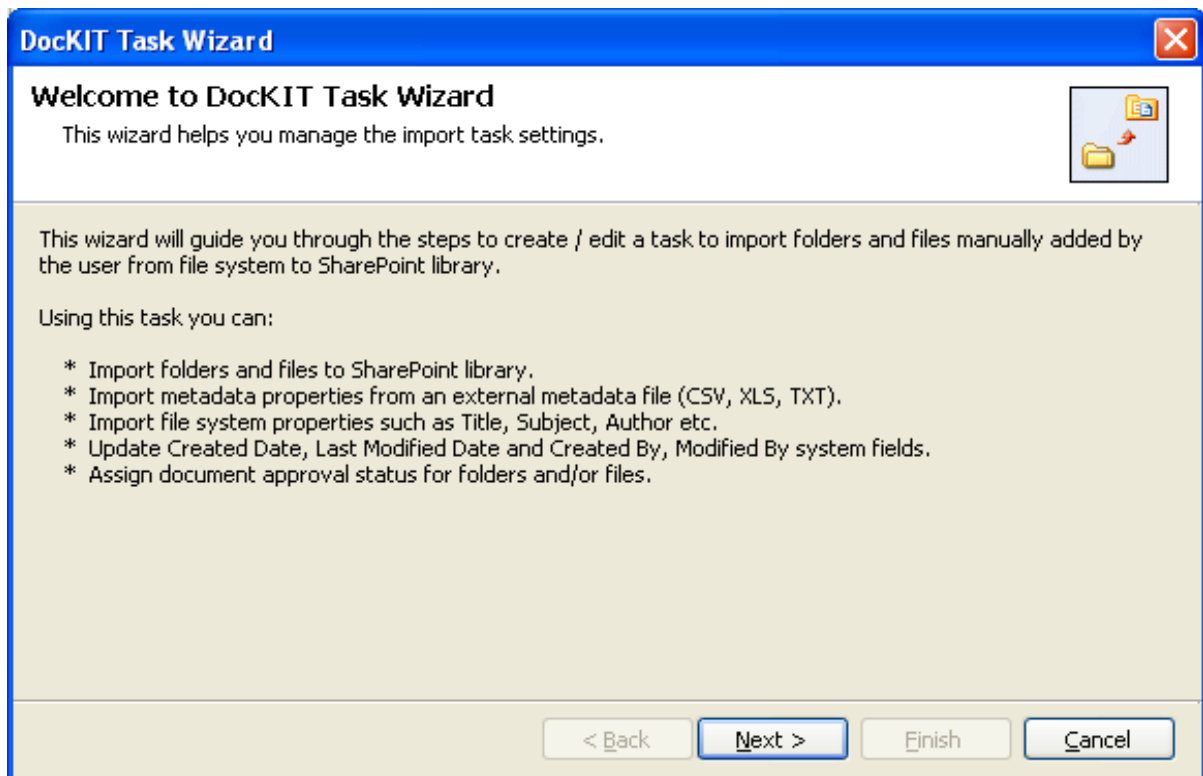 DocKIT Task Wizard
Welcome to DocKIT Task Wizard
This wizard helps you manage the import task settings.
This wizard will guide you through the steps to create / edit a task to import folders and files manually added by
the user from file system to SharePoint library.
Using this task you can:
* Import folders and files to SharePoint library.
* Import metadata properties from an external metadata file (CSV, XLS, TXT).
* Import file system properties such as Title, Subject, Author etc.
* Update Created Date, Last Modified Date and Created By, Modified By system fields.
* Assign document approval status for folders and/or files.
< Back Next > Finish Cancel